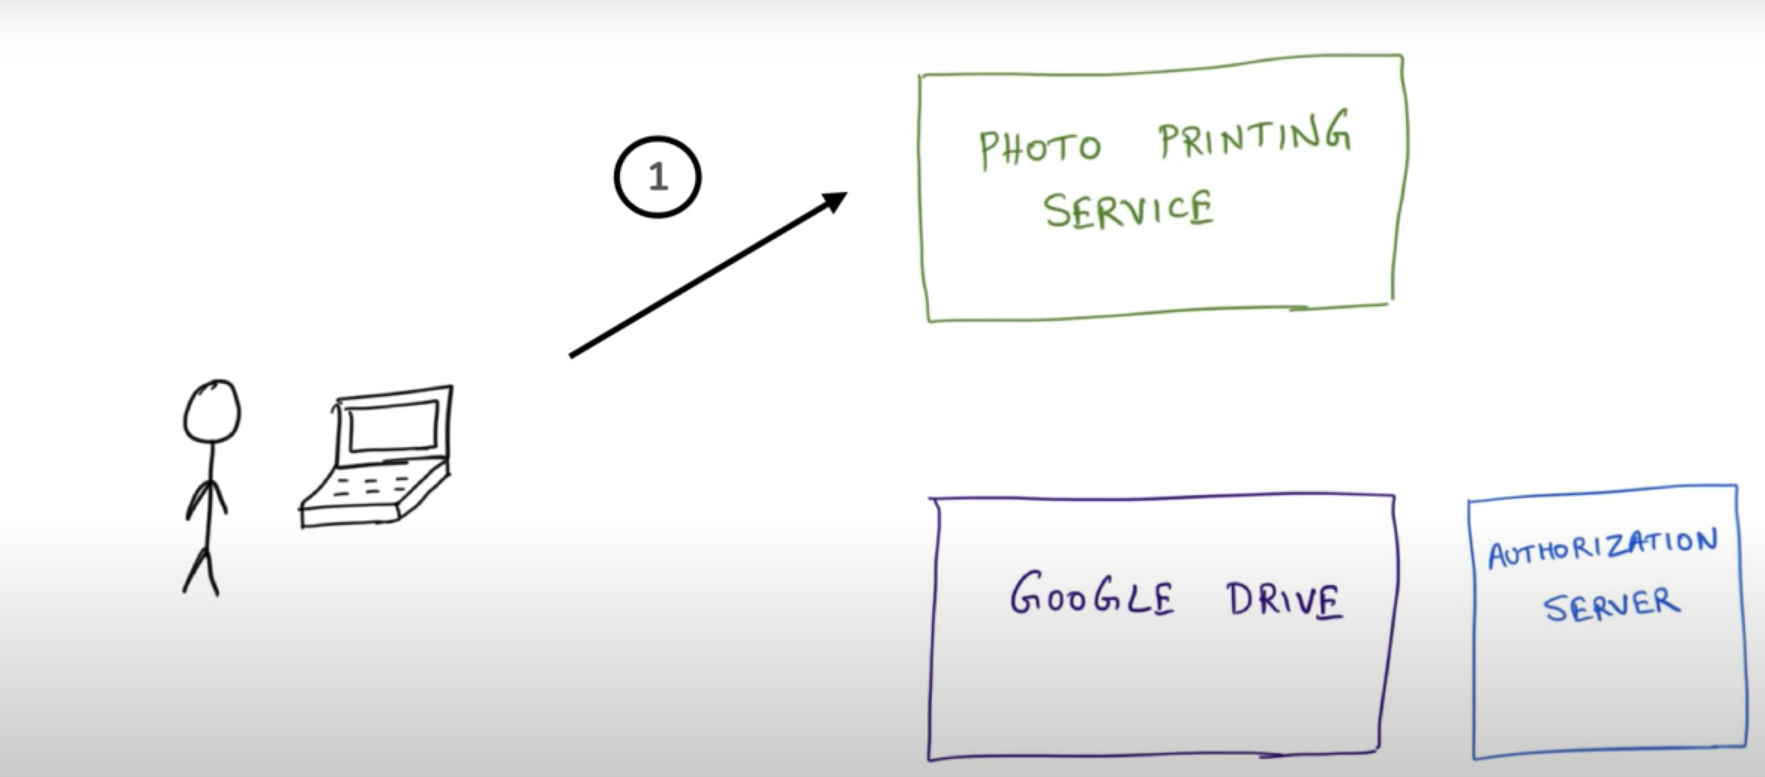 1
PHOTO PRINTING
SERVICE
GOOGLE DRIVE
AUTHORIZATION
SERVER